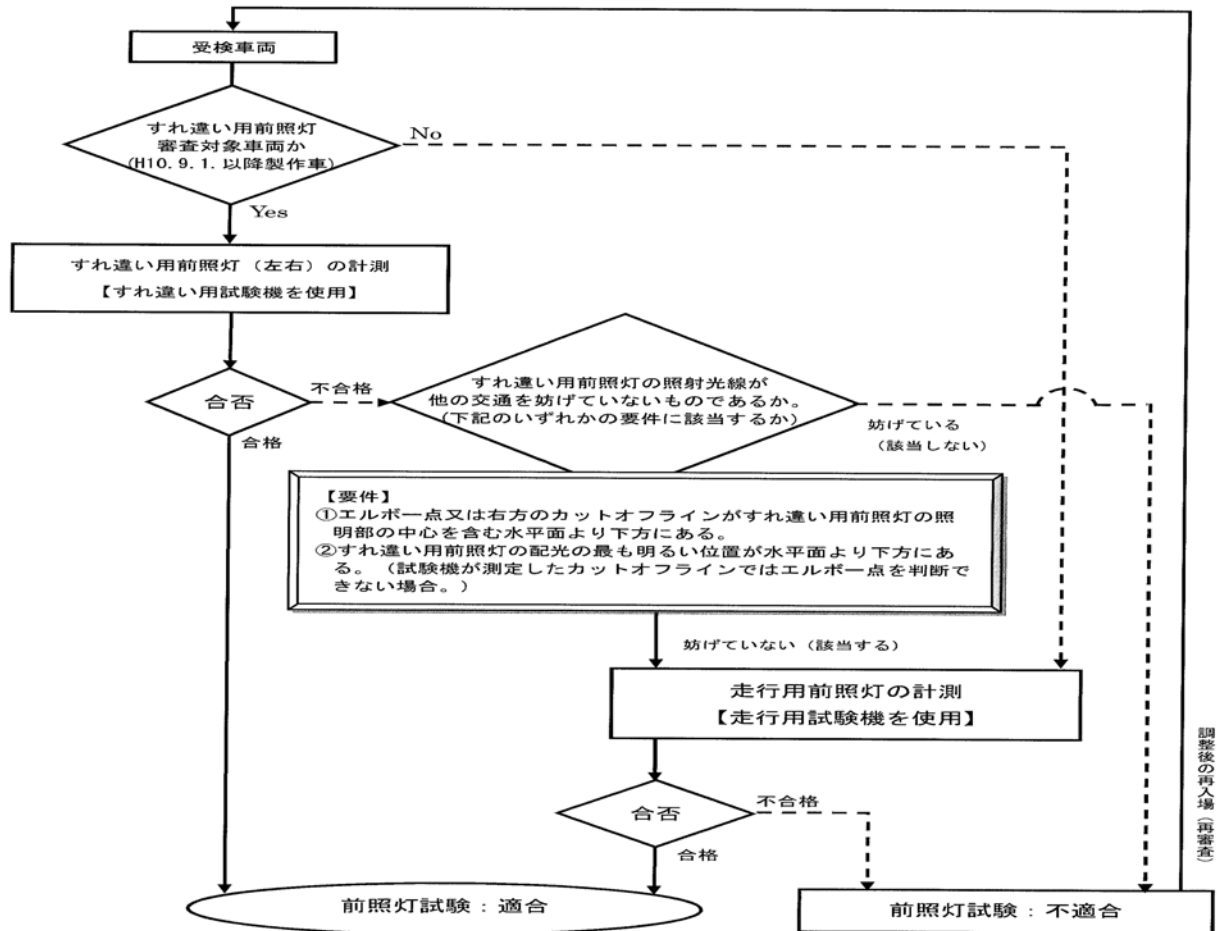 受検車両
すれ違い用前照灯
審査対象車両か
(H10.9.1.以降製作車)
No
Yes
すれ違い用前照灯（左右）の計測
【すれ違い用試験機を使用】
合否
不合格
合格
すれ違い用前照灯の照射光線が
他の交通を妨げていないものであるか。
(下記のいずれかの要件に該当するか)
妨げている
（該当しない）
【要件】
①エルボー点又は右方のカットオフラインがすれ違い用前照灯の照
明部の中心を含む水平面より下方にある。
②すれ違い用前照灯の配光の最も明るい位置が水平面より下方にあ
る。（試験機が測定したカットオフラインではエルボー点を判断で
きない場合。）
妨げていない（該当する）
走行用前照灯の計測
【走行用試験機を使用】
合否
不合格
合格
前照灯試験：適合
前照灯試験：不適合
調整後の再入場（再審査）